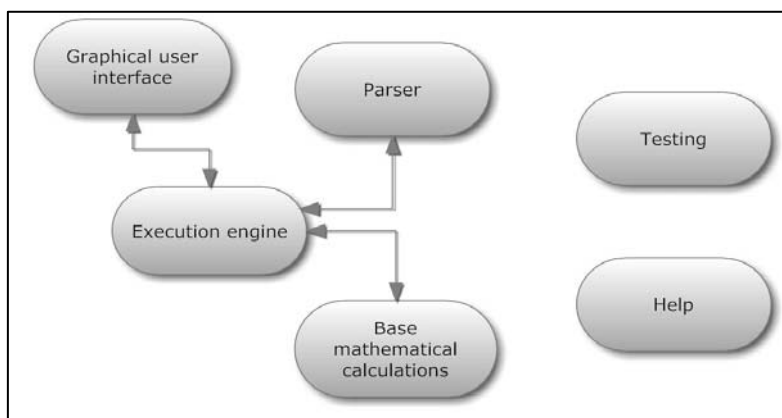 Graphical user
interface
Parser
Testing
Execution engine
Help
Base
mathematical
calculations